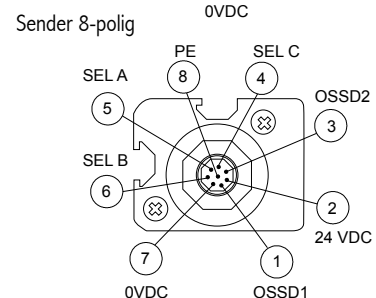 0VDC
Sender 8-polig
PE
SEL C
8
4
SEL A
OSSD2
5
3
SEL B
6
2
24 VDC
7
1
0VDC
OSSD1